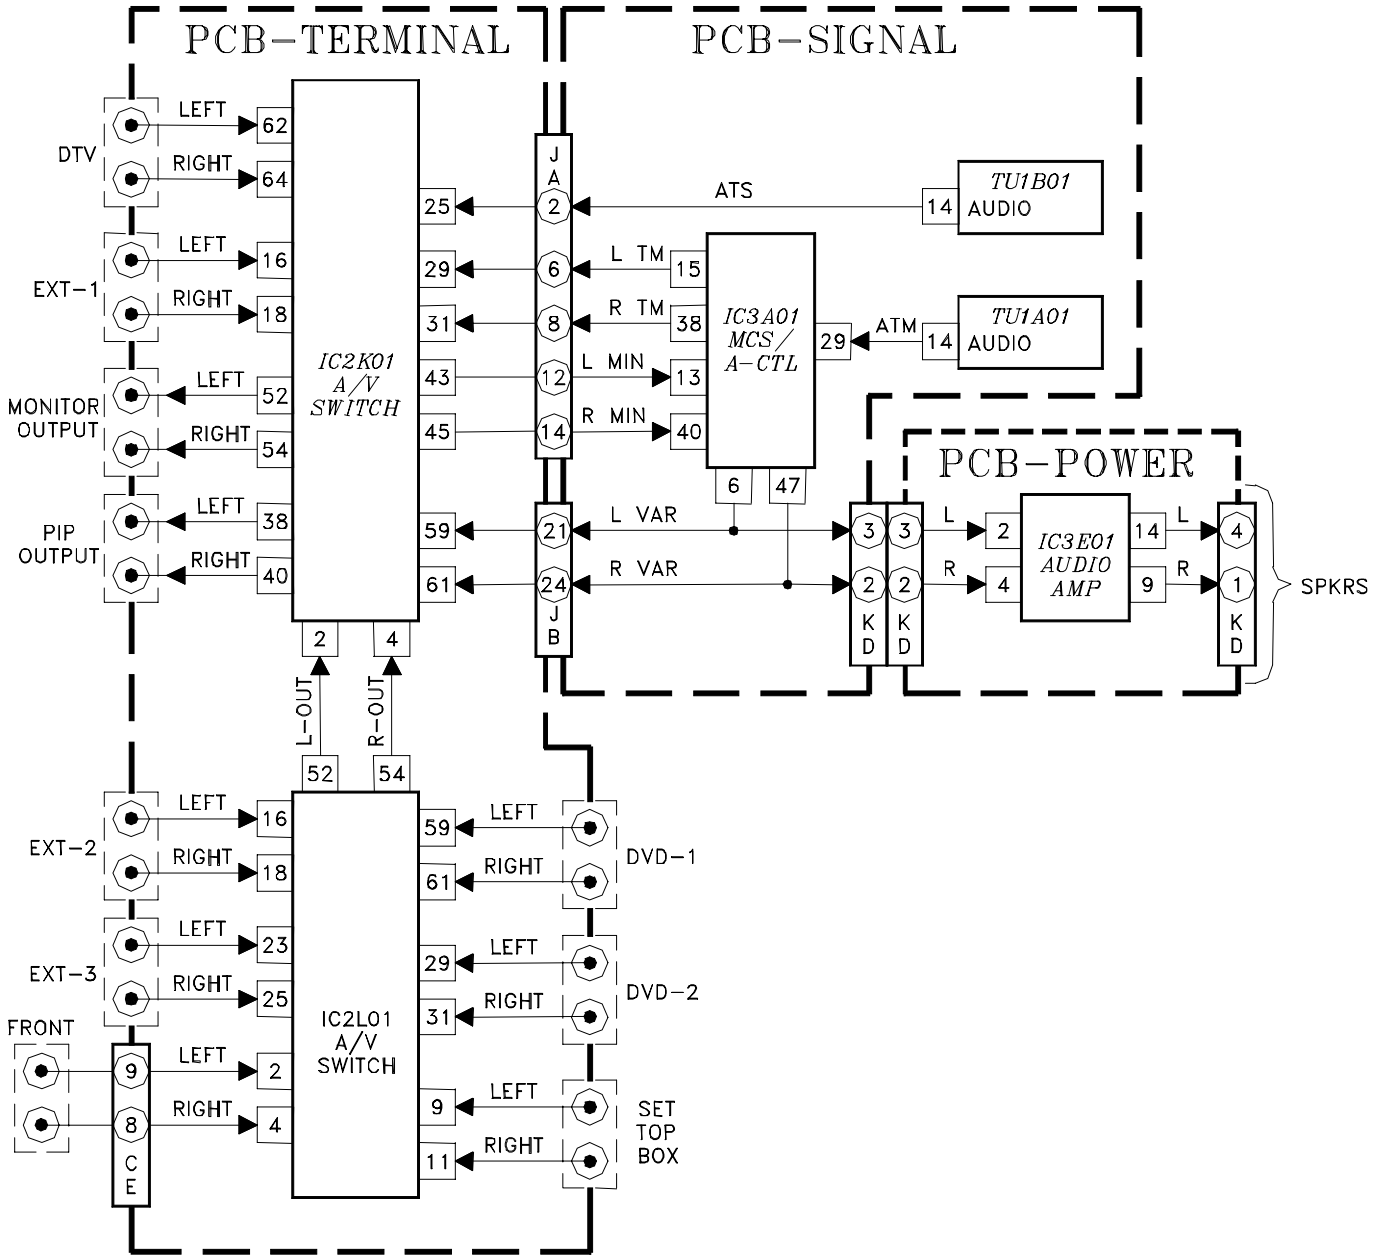 PCB-TERMINAL
PCB-SIGNAL
DTV
LEFT
62
RIGHT
64
EXT-1
LEFT
16
RIGHT
18
MONITOR
OUTPUT
LEFT
52
RIGHT
54
PIP
OUTPUT
LEFT
38
RIGHT
40
IC2K01
A/V
SWITCH
25
29
31
43
45
59
61
2
4
J
A
2
6
8
12
14
21
24
J
B
ATS
14
TU1B01
AUDIO
L TM
15
R TM
38
L MIN
13
R MIN
40
IC3A01
MCS/
A-CTL
29
ATM
14
TU1A01
AUDIO
6
47
L VAR
R VAR
3
2
K
D
PCB-POWER
3
2
K
D
L
2
R
4
IC3E01
AUDIO
AMP
14
L
9
R
4
1
K
D
SPKRS
L-OUT
R-OUT
52
54
EXT-2
LEFT
16
RIGHT
18
EXT-3
LEFT
23
RIGHT
25
FRONT
9
LEFT
2
8
RIGHT
4
C
E
IC2L01
A/V
SWITCH
59
LEFT
61
RIGHT
DVD-1
29
LEFT
31
RIGHT
DVD-2
9
LEFT
11
RIGHT
SET
TOP
BOX